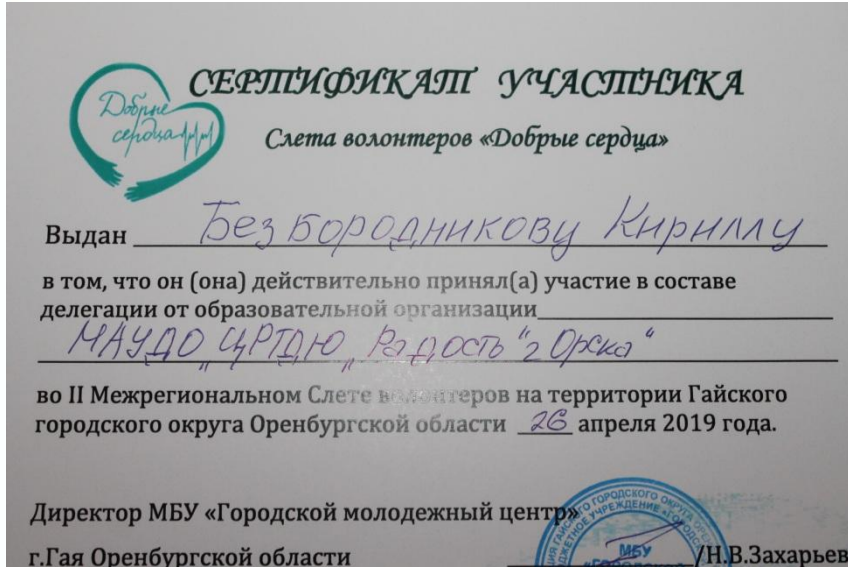 Добрые
сердца
СЕРТИФИКАТ УЧАСТНИКА
Слета волонтеров «Добрые сердца»
Выдан Безбородникову Кириллу
в том, что он (она) действительно принял(а) участие в составе
делегации от образовательной организации
МАУДО „ЦРТДЮ „Радость" г Орска"
во II Межрегиональном Слете волонтеров на территории Гайского
городского округа Оренбургской области 26 апреля 2019 года.
Директор МБУ «Городской молодежный центр»
г.Гая Оренбургской области /Н.В.Захарьев
МБУ